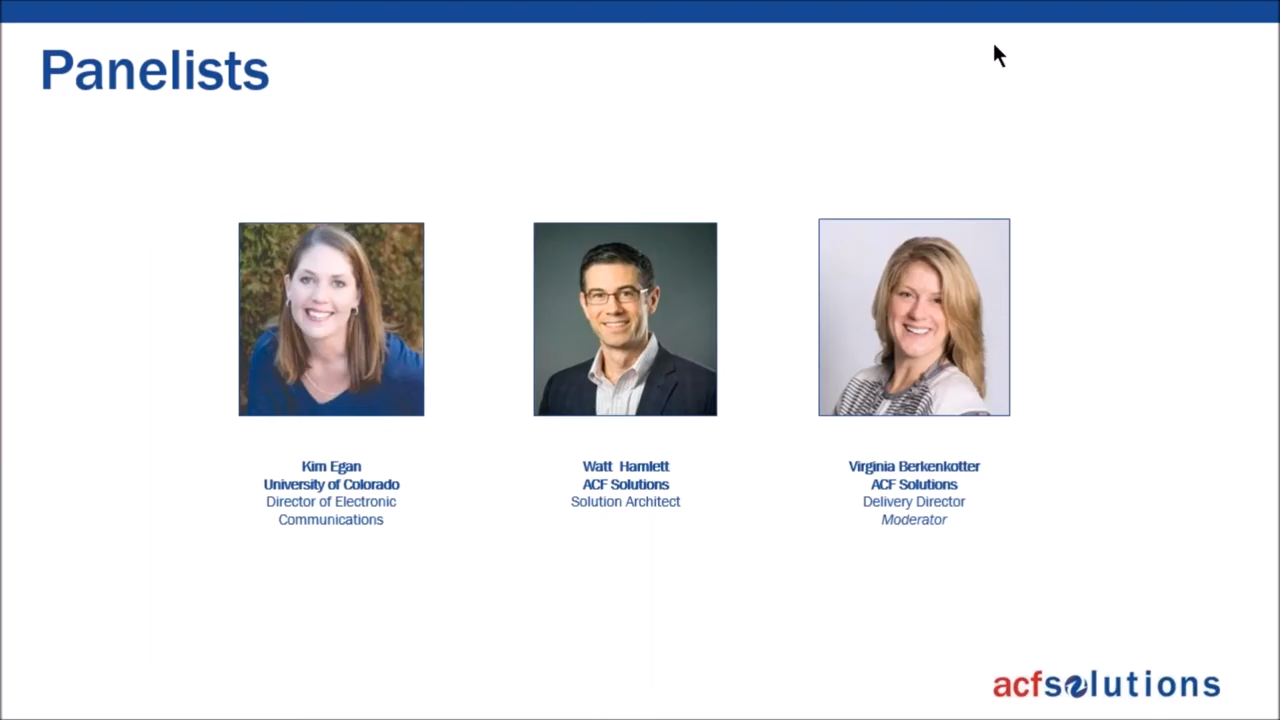 Panelists
Kim Egan
University of Colorado
Director of Electronic
Communications
Watt Hamlett
ACF Solutions
Solution Architect
Virginia Berkenkotter
ACF Solutions
Delivery Director
Moderator
acfsolutions